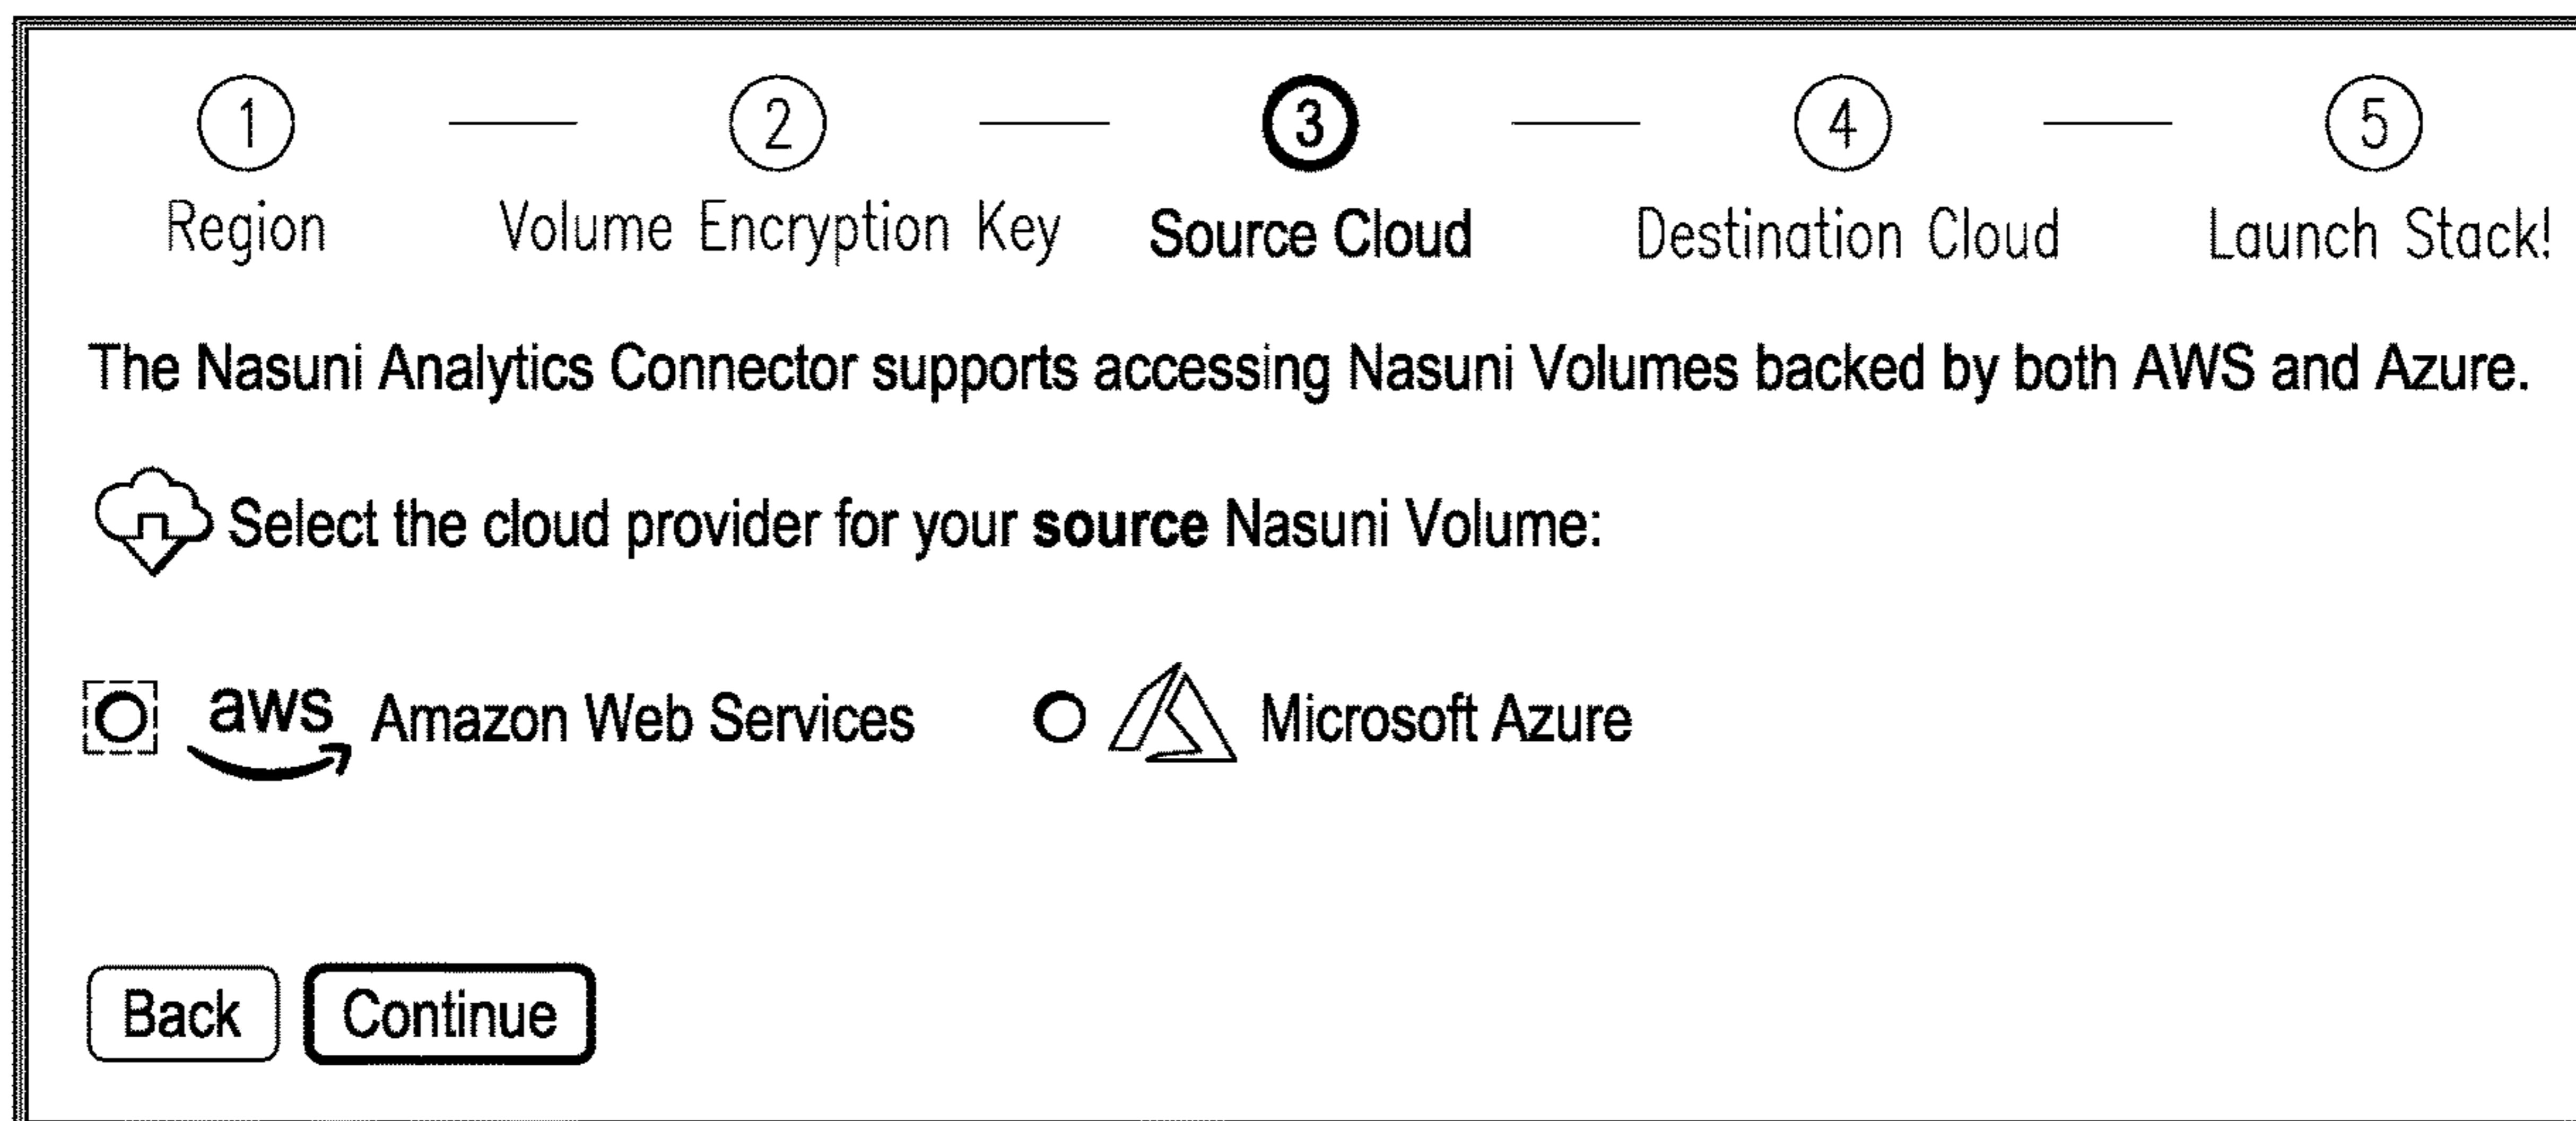 1 2 3 4 5
Region Volume Encryption Key Source Cloud Destination Cloud Launch Stack!
The Nasuni Analytics Connector supports accessing Nasuni Volumes backed by both AWS and Azure.
Select the cloud provider for your source Nasuni Volume:
aws Amazon Web Services Microsoft Azure
Back Continue